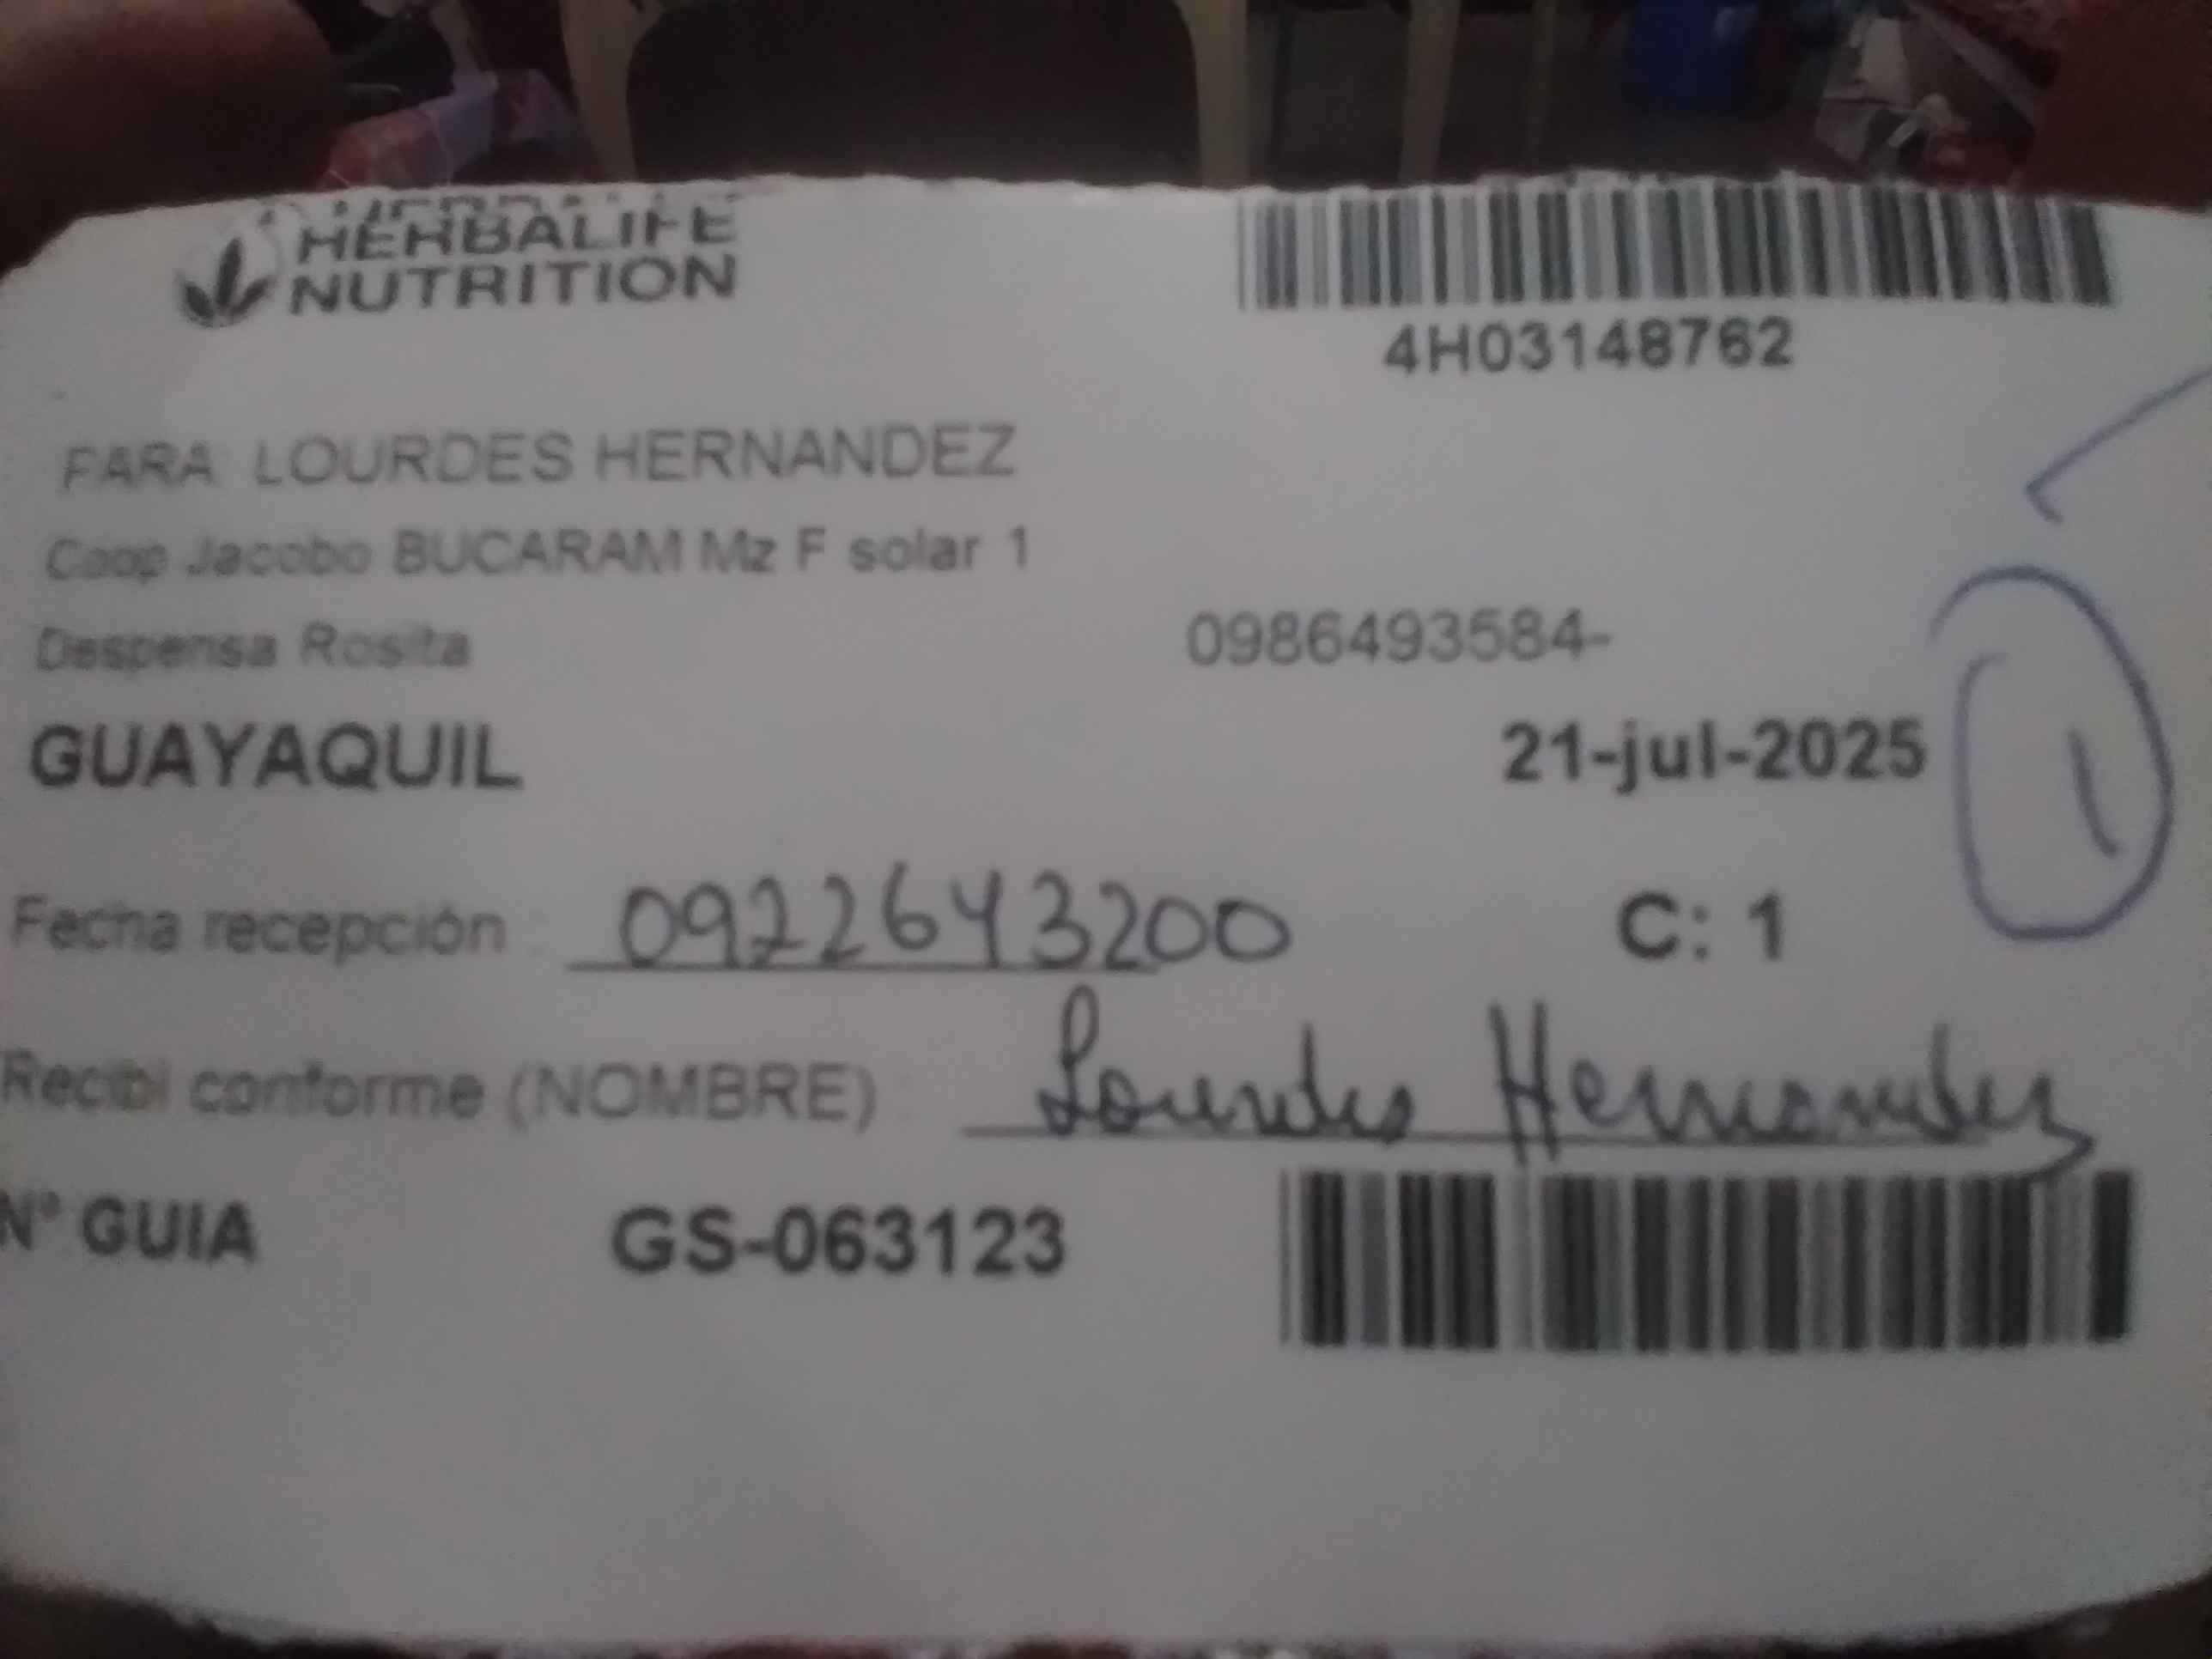 HERBALIFE
NUTRITION
4H03148762
PARA LOURDES HERNANDEZ
Coop Jacobo BUCARAM Mz F solar 1
Despensa Rosita 0986493584-
GUAYAQUIL 21-jul-2025
1
Fecha recepción 0922643200 C: 1
Recibi conforme (NOMBRE) Lourdes Hernandez
N° GUIA GS-063123